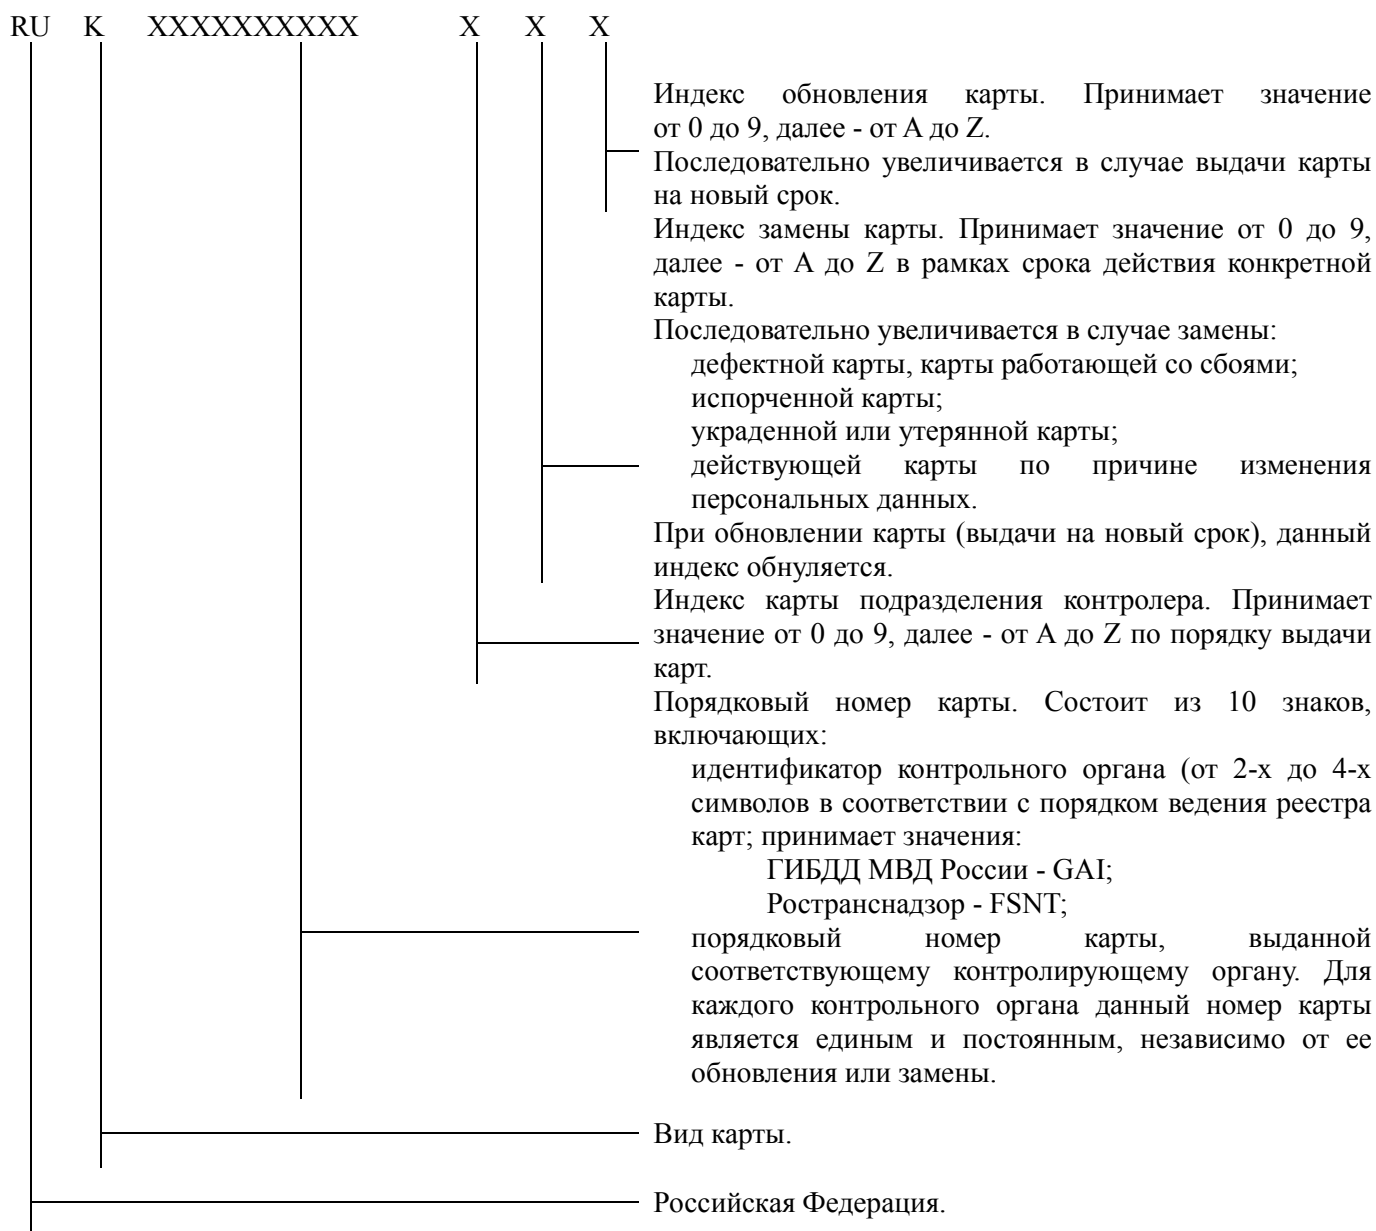 RU K XXXXXXXXXX X X X
Индекс обновления карты. Принимает значение
от 0 до 9, далее - от A до Z.
Последовательно увеличивается в случае выдачи карты
на новый срок.
Индекс замены карты. Принимает значение от 0 до 9,
далее - от A до Z в рамках срока действия конкретной
карты.
Последовательно увеличивается в случае замены:
дефектной карты, карты работающей со сбоями;
испорченной карты;
украденной или утерянной карты;
действующей карты по причине изменения
персональных данных.
При обновлении карты (выдачи на новый срок), данный
индекс обнуляется.
Индекс карты подразделения контролера. Принимает
значение от 0 до 9, далее - от A до Z по порядку выдачи
карт.
Порядковый номер карты. Состоит из 10 знаков,
включающих:
идентификатор контрольного органа (от 2-х до 4-х
символов в соответствии с порядком ведения реестра
карт; принимает значения:
ГИБДД МВД России - GAI;
Ространснадзор - FSNT;
порядковый номер карты, выданной
соответствующему контролирующему органу. Для
каждого контрольного органа данный номер карты
является единым и постоянным, независимо от ее
обновления или замены.
Вид карты.
Российская Федерация.